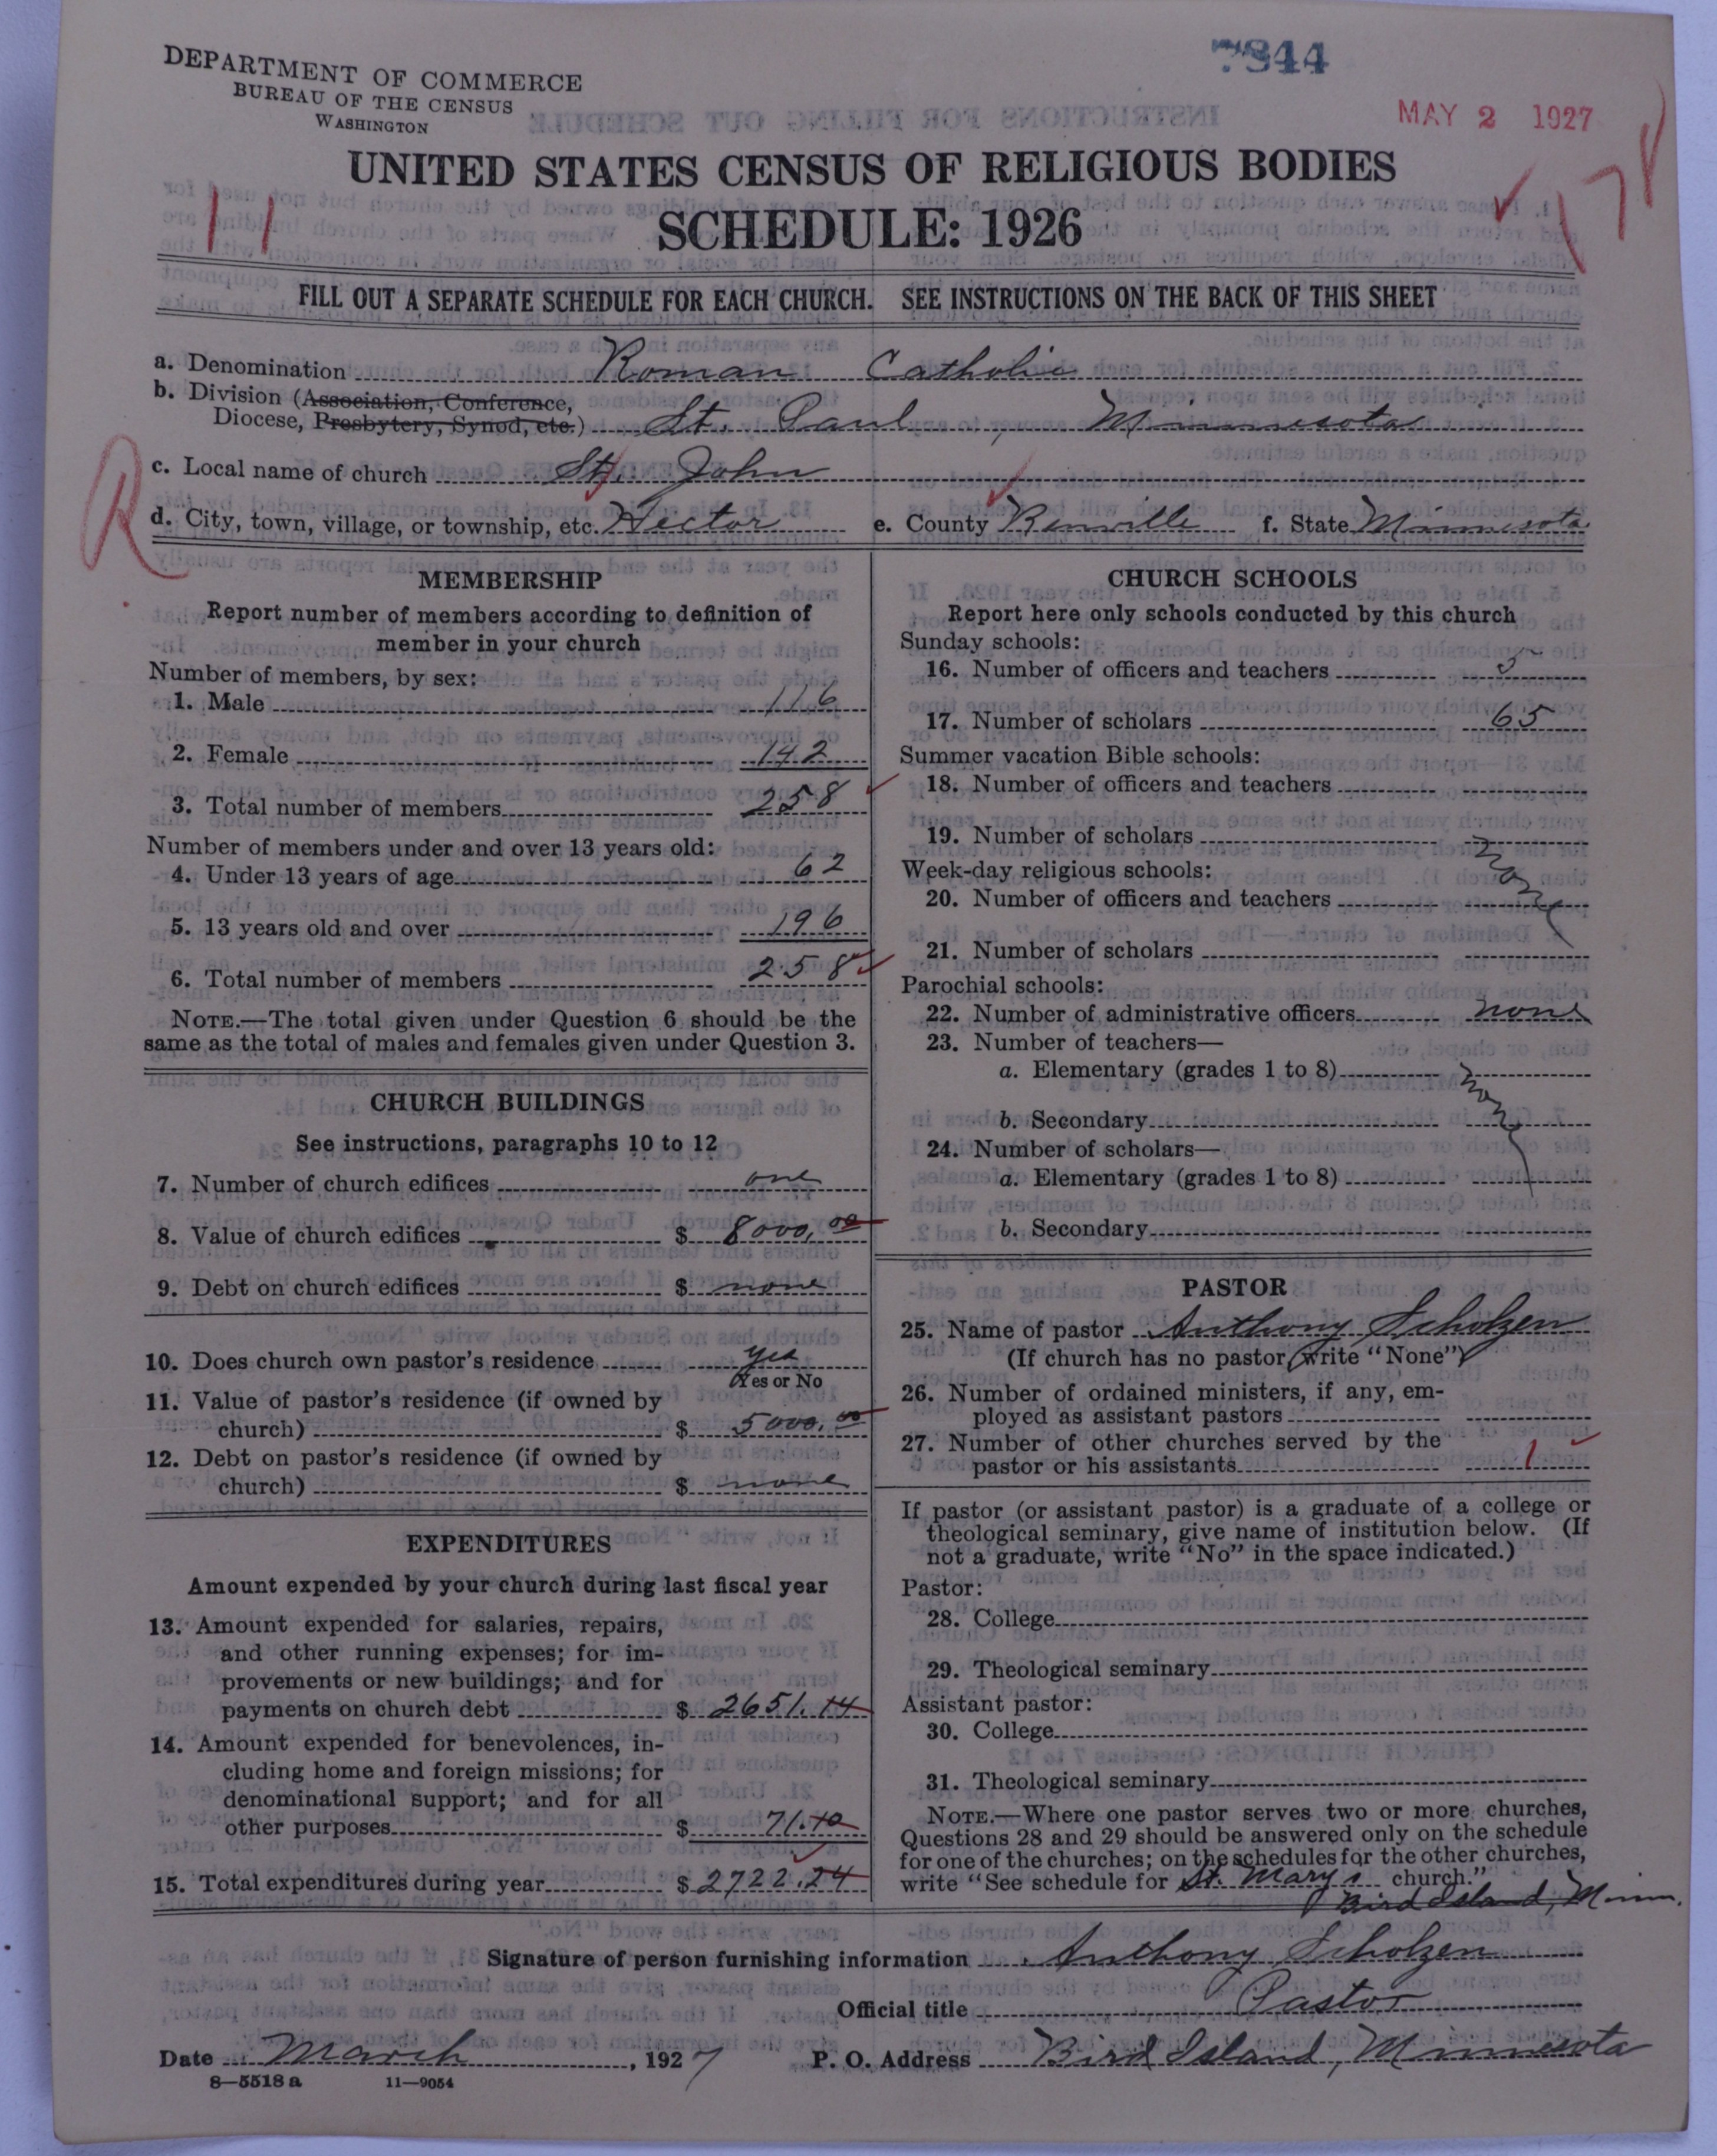 DEPARTMENT OF COMMERCE
BUREAU OF THE CENSUS
WASHINGTON
7844
MAY 2 1927
UNITED STATES CENSUS OF RELIGIOUS BODIES
SCHEDULE: 1926
11
178
FILL OUT A SEPARATE SCHEDULE FOR EACH CHURCH. SEE INSTRUCTIONS ON THE BACK OF THIS SHEET
a. Denomination Roman Catholic
b. Division (Association, Conference,
Diocese, Presbytery, Synod, etc.) St. Paul, Minnesota
R
c. Local name of church St. John
d. City, town, village, or township, etc. Hector e. County Renville f. State Minnesota
MEMBERSHIP
Report number of members according to definition of
member in your church
Number of members, by sex:
1. Male 116
2. Female 142
3. Total number of members 258
Number of members under and over 13 years old:
4. Under 13 years of age 62
5. 13 years old and over 196
6. Total number of members 258
NOTE.—The total given under Question 6 should be the
same as the total of males and females given under Question 3.
CHURCH BUILDINGS
See instructions, paragraphs 10 to 12
7. Number of church edifices one
8. Value of church edifices $ 8000.00
9. Debt on church edifices $ none
10. Does church own pastor's residence yes
Yes or No
11. Value of pastor's residence (if owned by
church) $ 5000.00
12. Debt on pastor's residence (if owned by
church) $ none
EXPENDITURES
Amount expended by your church during last fiscal year
13. Amount expended for salaries, repairs,
and other running expenses; for im-
provements or new buildings; and for
payments on church debt $ 2651.14
14. Amount expended for benevolences, in-
cluding home and foreign missions; for
denominational support; and for all
other purposes $ 71.10
15. Total expenditures during year $ 2722.24
CHURCH SCHOOLS
Report here only schools conducted by this church
Sunday schools:
16. Number of officers and teachers 5
17. Number of scholars 65
Summer vacation Bible schools:
18. Number of officers and teachers
19. Number of scholars
none
Week-day religious schools:
20. Number of officers and teachers
21. Number of scholars
Parochial schools:
22. Number of administrative officers none
23. Number of teachers—
a. Elementary (grades 1 to 8)
none
b. Secondary
24. Number of scholars—
a. Elementary (grades 1 to 8)
b. Secondary
PASTOR
25. Name of pastor Anthony Scholzen
(If church has no pastor, write "None")
26. Number of ordained ministers, if any, em-
ployed as assistant pastors
27. Number of other churches served by the
pastor or his assistants 1
If pastor (or assistant pastor) is a graduate of a college or
theological seminary, give name of institution below. (If
not a graduate, write "No" in the space indicated.)
Pastor:
28. College
29. Theological seminary
Assistant pastor:
30. College
31. Theological seminary
NOTE.—Where one pastor serves two or more churches,
Questions 28 and 29 should be answered only on the schedule
for one of the churches; on the schedules for the other churches,
write "See schedule for St. Mary's church."
Bird Island, Minn.
Signature of person furnishing information Anthony Scholzen
Official title Pastor
Date March, 1927 P. O. Address Bird Island, Minnesota
8—5518 a 11—9054